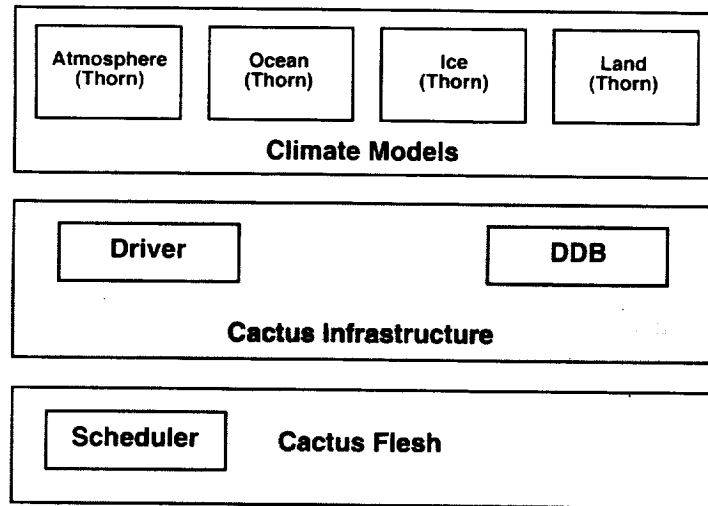 Atmosphere
(Thorn)
Ocean
(Thorn)
Ice
(Thorn)
Land
(Thorn)
Climate Models
Driver
DDB
Cactus Infrastructure
Scheduler
Cactus Flesh